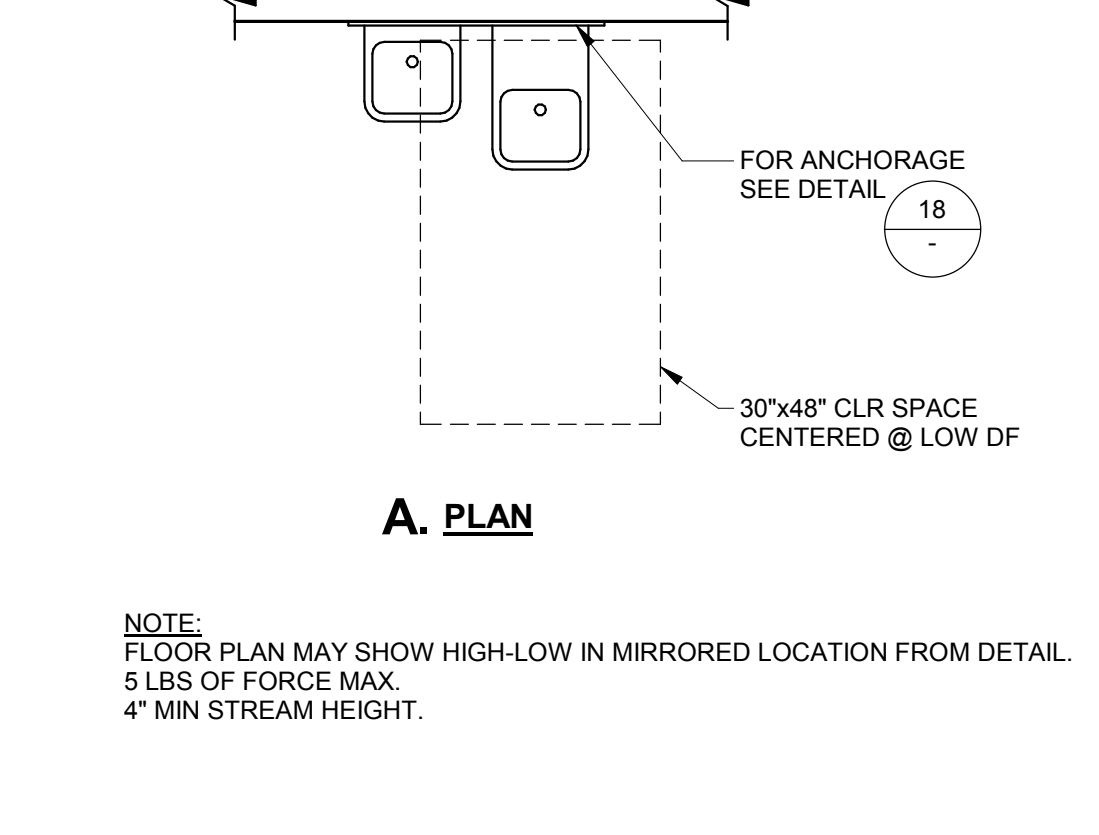 FOR ANCHORAGE
SEE DETAIL
18
-
30"x48" CLR SPACE
CENTERED @ LOW DF
A. PLAN
NOTE:
FLOOR PLAN MAY SHOW HIGH-LOW IN MIRRORED LOCATION FROM DETAIL.
5 LBS OF FORCE MAX.
4" MIN STREAM HEIGHT.